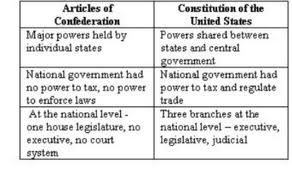 Articles of
Confederation
Constitution of the
United States
Major powers held by
individual states
Powers shared between
states and central
government
National government had
no power to tax, no power
to enforce laws
National government had
power to tax and regulate
trade
At the national level -
one house legislature, no
executive, no court
system
Three branches at the
national level – executive,
legislative, judicial